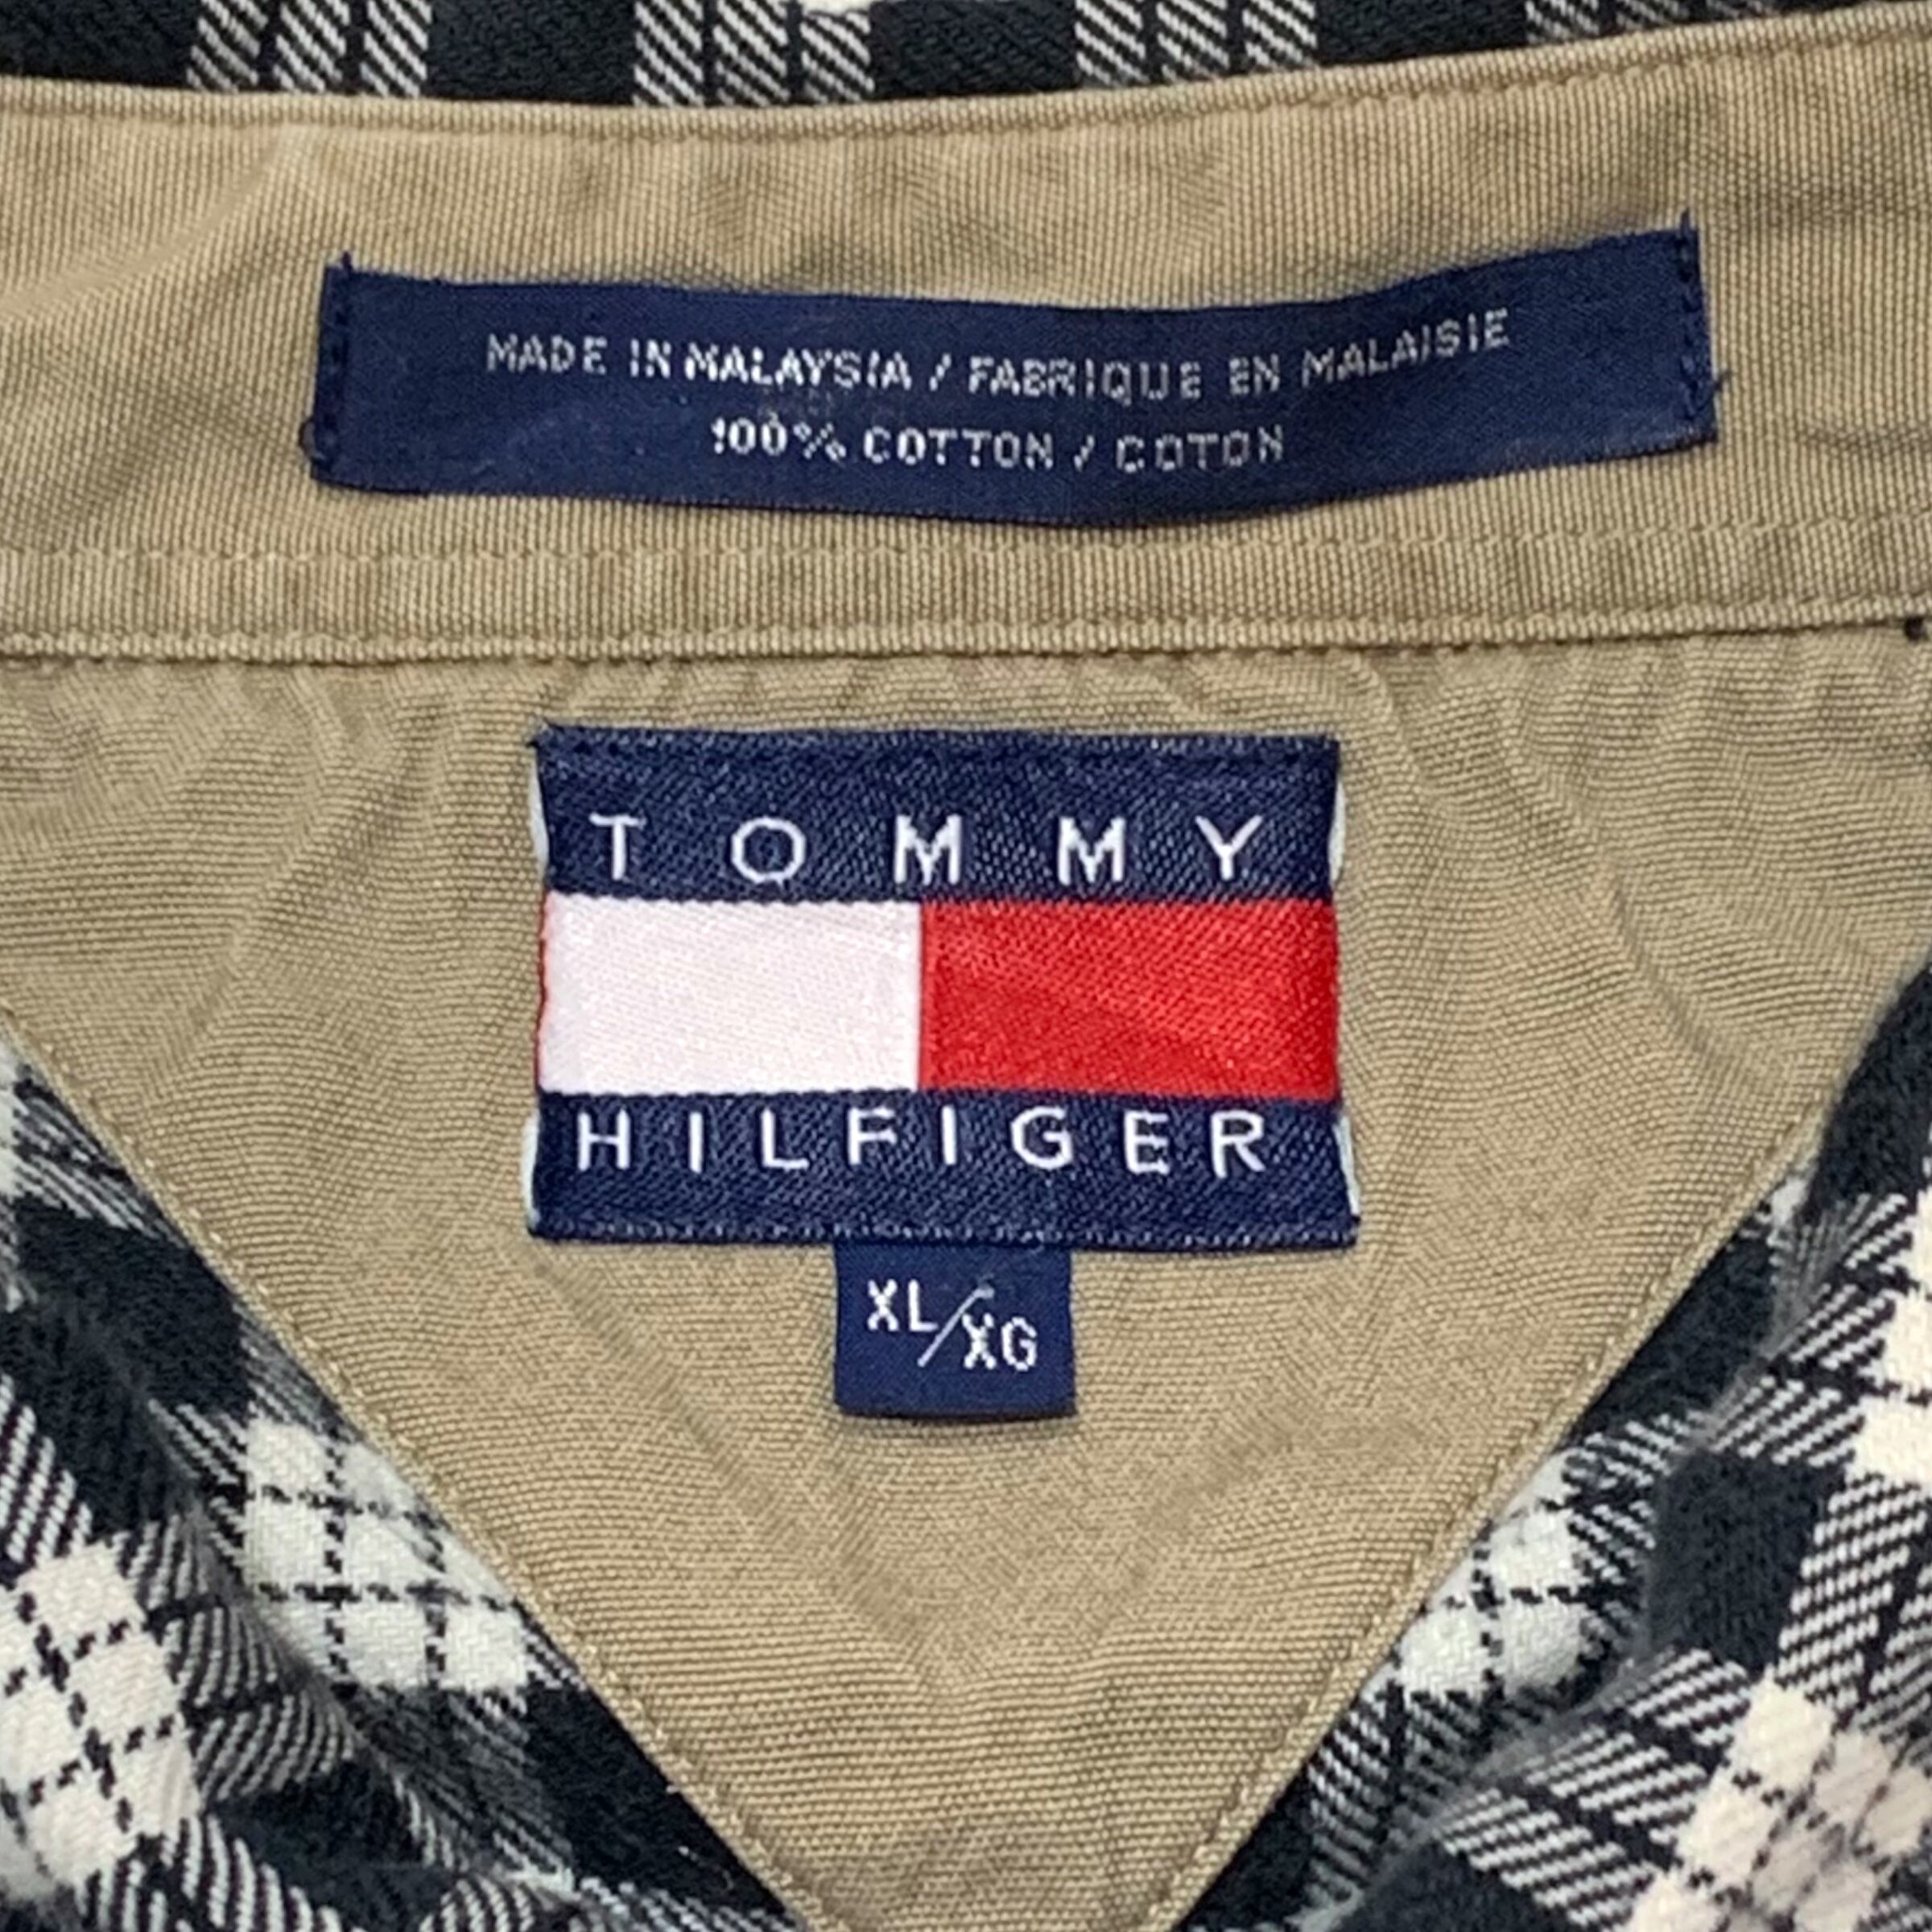 MADE IN MALAYSIA / FABRIQUE EN MALAISIE
100% COTTON / COTON
TOMMY
HILFIGER
XL/XG